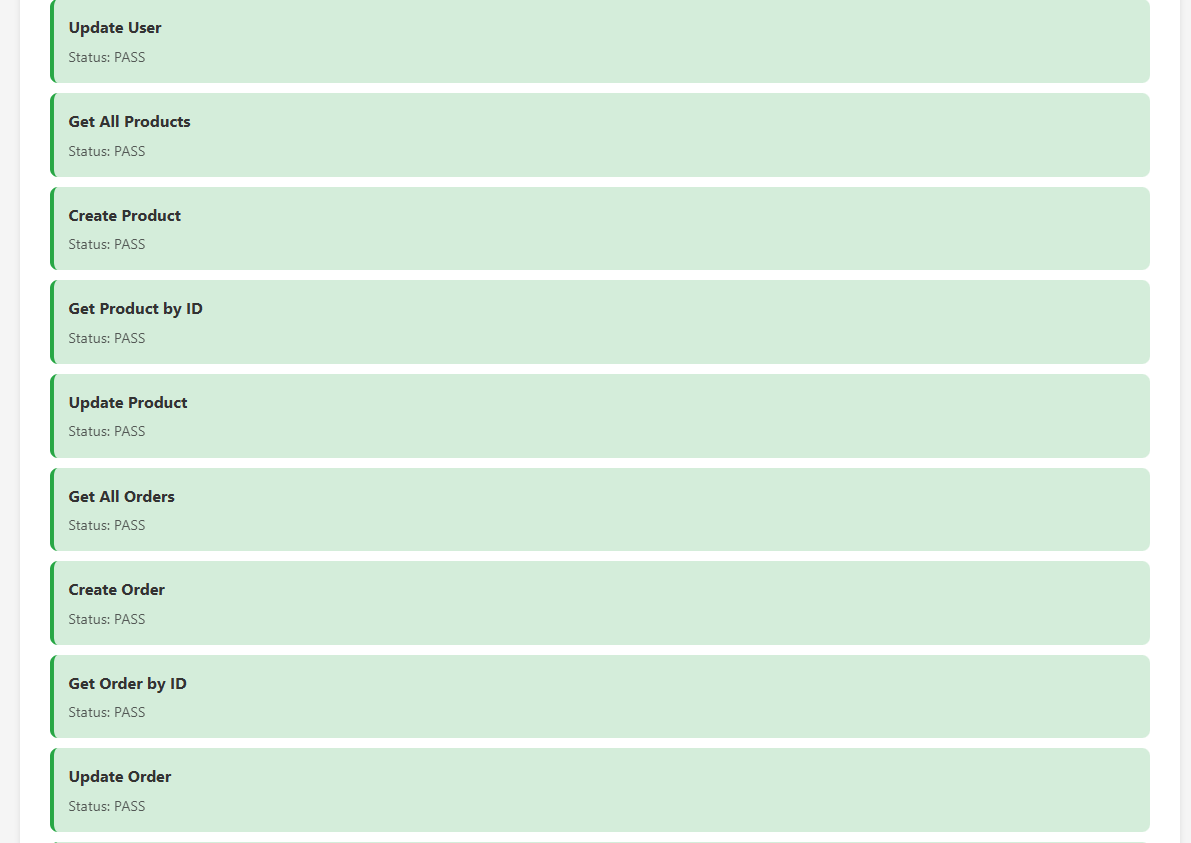 Update User
Status: PASS
Get All Products
Status: PASS
Create Product
Status: PASS
Get Product by ID
Status: PASS
Update Product
Status: PASS
Get All Orders
Status: PASS
Create Order
Status: PASS
Get Order by ID
Status: PASS
Update Order
Status: PASS